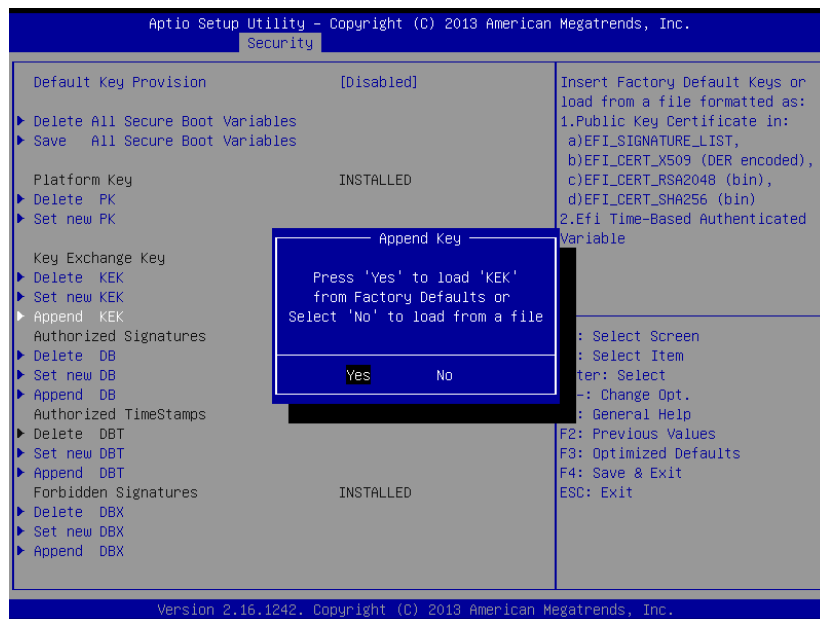 Aptio Setup Utility – Copyright (C) 2013 American Megatrends, Inc.
Security
Default Key Provision [Disabled]
Delete All Secure Boot Variables
Save All Secure Boot Variables
Platform Key INSTALLED
Delete PK
Set new PK
Key Exchange Key
Delete KEK
Set new KEK
Append KEK
Authorized Signatures
Delete DB
Set new DB
Append DB
Authorized TimeStamps
Delete DBT
Set new DBT
Append DBT
Forbidden Signatures INSTALLED
Delete DBX
Set new DBX
Append DBX
Append Key
Press 'Yes' to load 'KEK'
from Factory Defaults or
Select 'No' to load from a file
Yes No
Insert Factory Default Keys or
load from a file formatted as:
1.Public Key Certificate in:
a)EFI_SIGNATURE_LIST,
b)EFI_CERT_X509 (DER encoded),
c)EFI_CERT_RSA2048 (bin),
d)EFI_CERT_SHA256 (bin)
2.Efi Time-Based Authenticated
Variable
: Select Screen
: Select Item
ter: Select
-: Change Opt.
: General Help
F2: Previous Values
F3: Optimized Defaults
F4: Save & Exit
ESC: Exit
Version 2.16.1242. Copyright (C) 2013 American Megatrends, Inc.